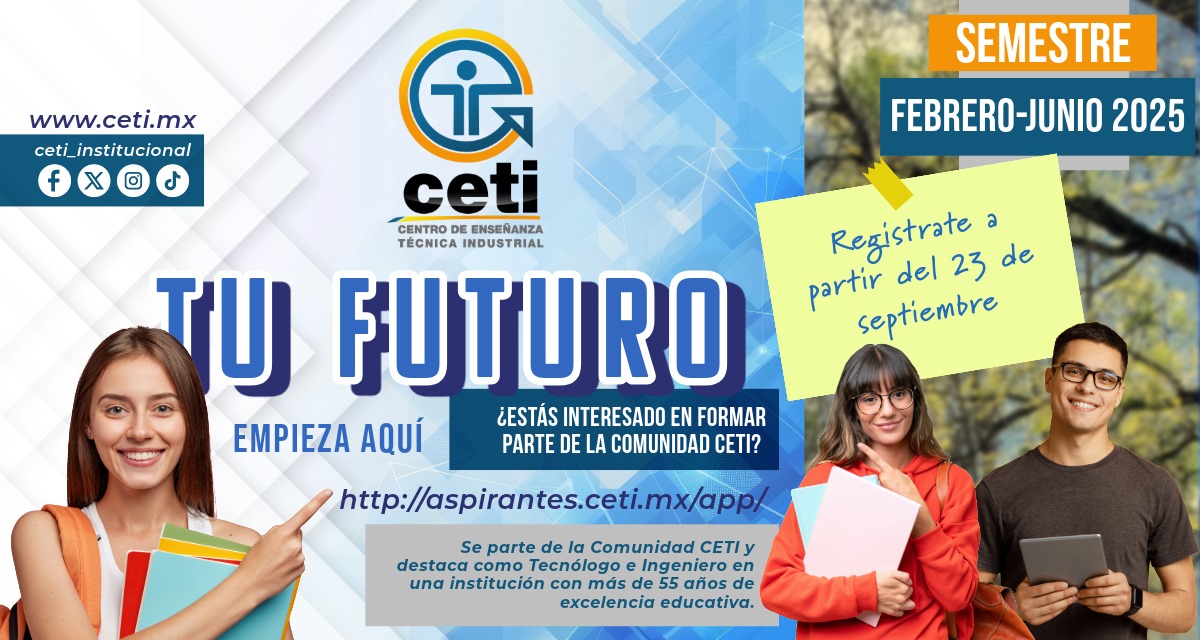 www.ceti.mx
ceti_institucional
ceti
CENTRO DE ENSEÑANZA
TÉCNICA INDUSTRIAL
TU FUTURO
EMPIEZA AQUÍ
¿ESTÁS INTERESADO EN FORMAR
PARTE DE LA COMUNIDAD CETI?
http://aspirantes.ceti.mx/app/
Se parte de la Comunidad CETI y
destaca como Tecnólogo e Ingeniero en
una institución con más de 55 años de
excelencia educativa.
SEMESTRE
FEBRERO-JUNIO 2025
Registrate a
partir del 23 de
septiembre